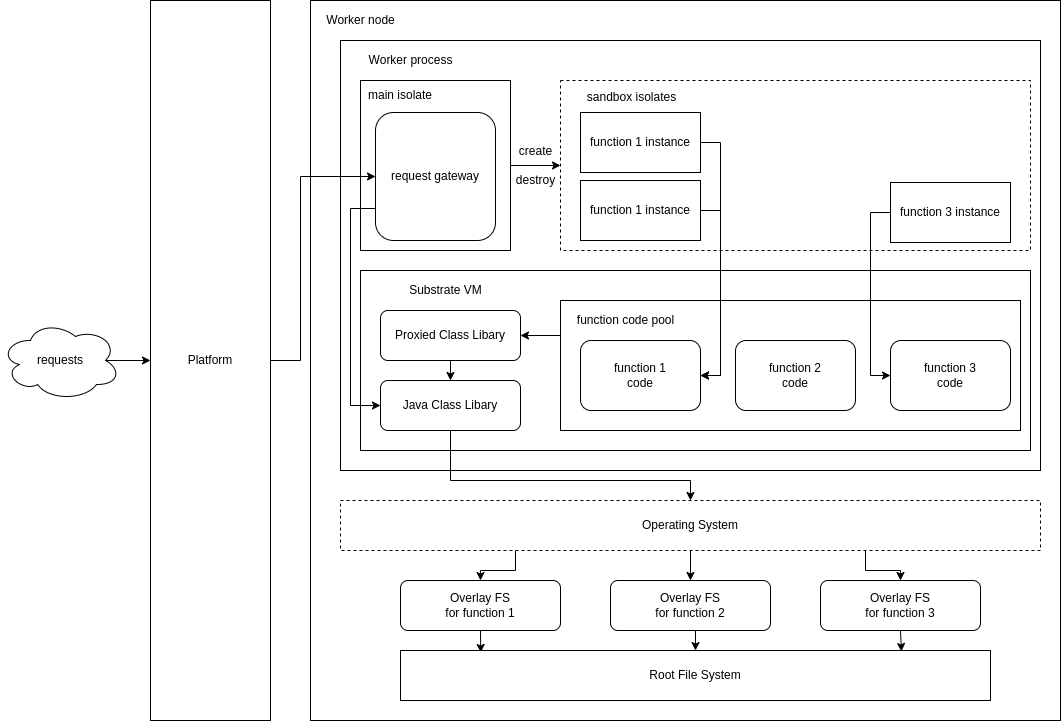 Worker node
Worker process
main isolate
sandbox isolates
request gateway
create
destroy
function 1 instance
function 1 instance
function 3 instance
requests
Platform
Substrate VM
Proxied Class Libary
Java Class Libary
function code pool
function 1
code
function 2
code
function 3
code
Operating System
Overlay FS
for function 1
Overlay FS
for function 2
Overlay FS
for function 3
Root File System